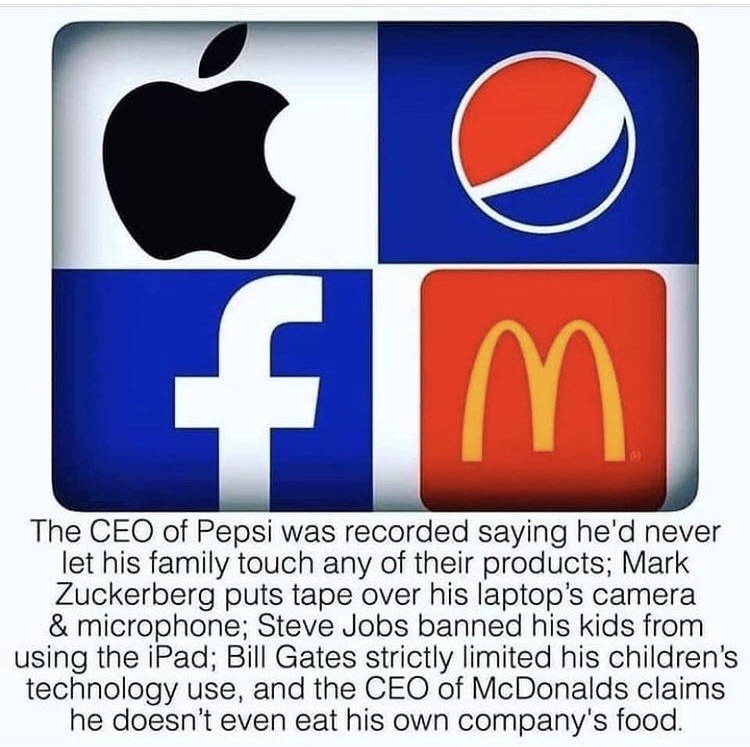 The CEO of Pepsi was recorded saying he'd never
let his family touch any of their products; Mark
Zuckerberg puts tape over his laptop's camera
& microphone; Steve Jobs banned his kids from
using the iPad; Bill Gates strictly limited his children's
technology use, and the CEO of McDonalds claims
he doesn't even eat his own company's food.